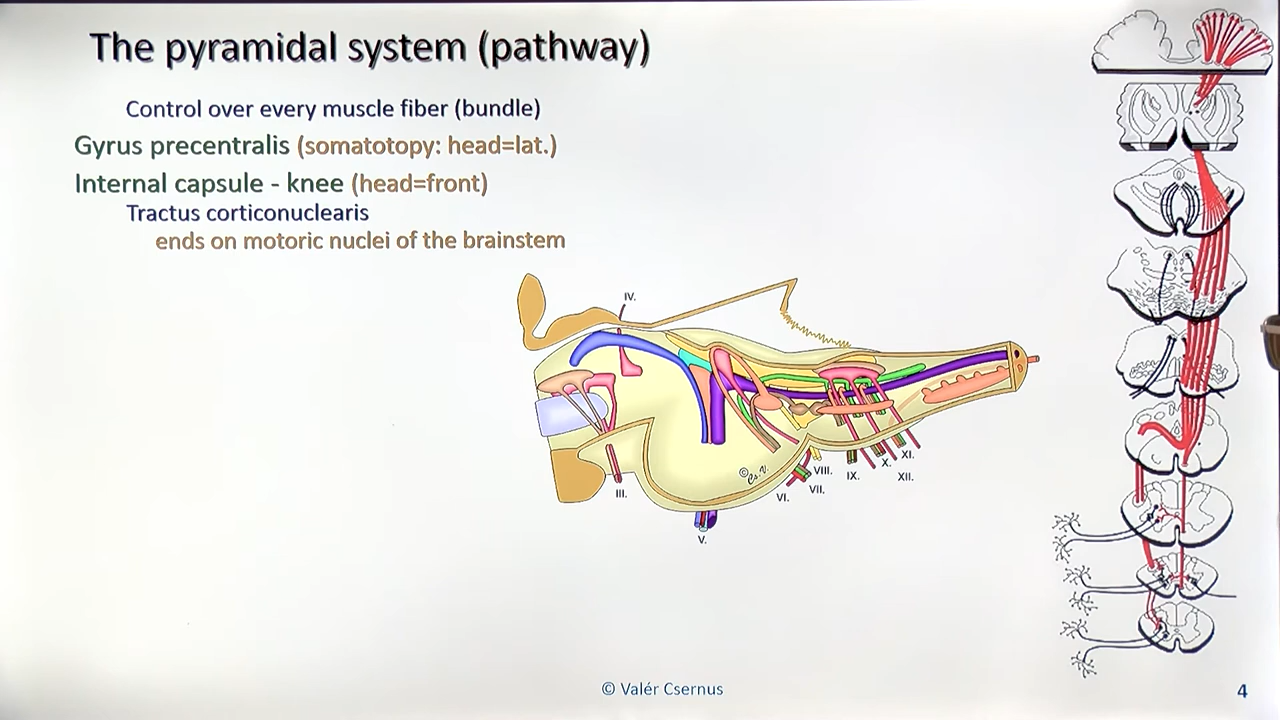 The pyramidal system (pathway)
Control over every muscle fiber (bundle)
Gyrus precentralis (somatotopy: head=lat.)
Internal capsule - knee (head=front)
Tractus corticonuclearis
ends on motoric nuclei of the brainstem
IV.
III.
V.
VI.
VII.
VIII.
IX.
X.
XI.
XII.
© Cs. V.
© Valér Csernus
4